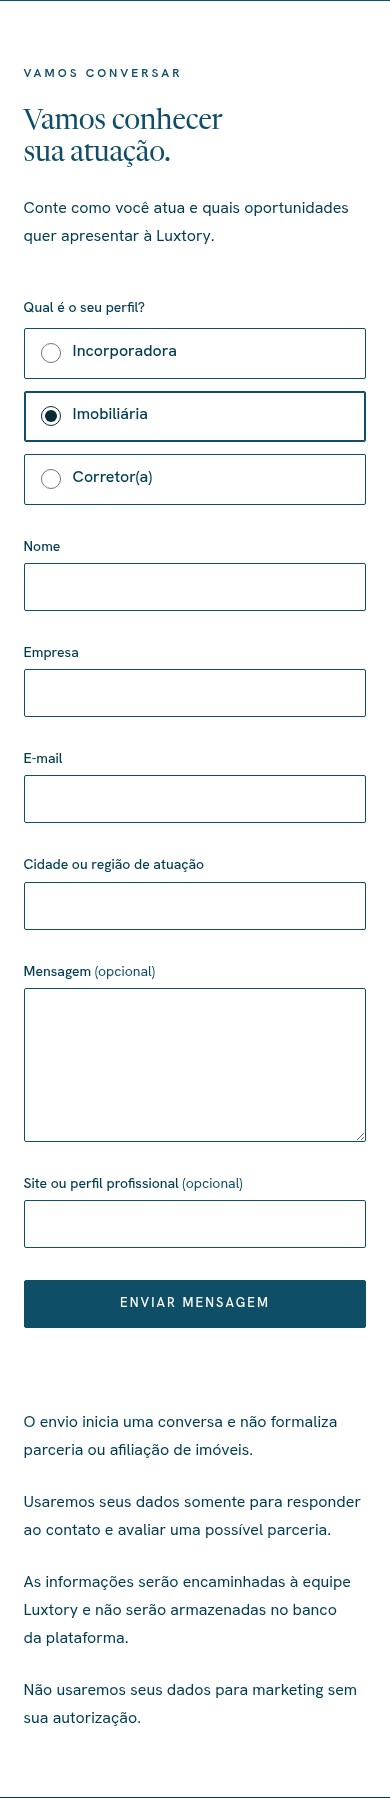 VAMOS CONVERSAR
Vamos conhecer
sua atuação.
Conte como você atua e quais oportunidades
quer apresentar à Luxtory.
Qual é o seu perfil?
Incorporadora
Imobiliária
Corretor(a)
Nome
Empresa
E-mail
Cidade ou região de atuação
Mensagem (opcional)
Site ou perfil profissional (opcional)
ENVIAR MENSAGEM
O envio inicia uma conversa e não formaliza
parceria ou afiliação de imóveis.
Usaremos seus dados somente para responder
ao contato e avaliar uma possível parceria.
As informações serão encaminhadas à equipe
Luxtory e não serão armazenadas no banco
da plataforma.
Não usaremos seus dados para marketing sem
sua autorização.